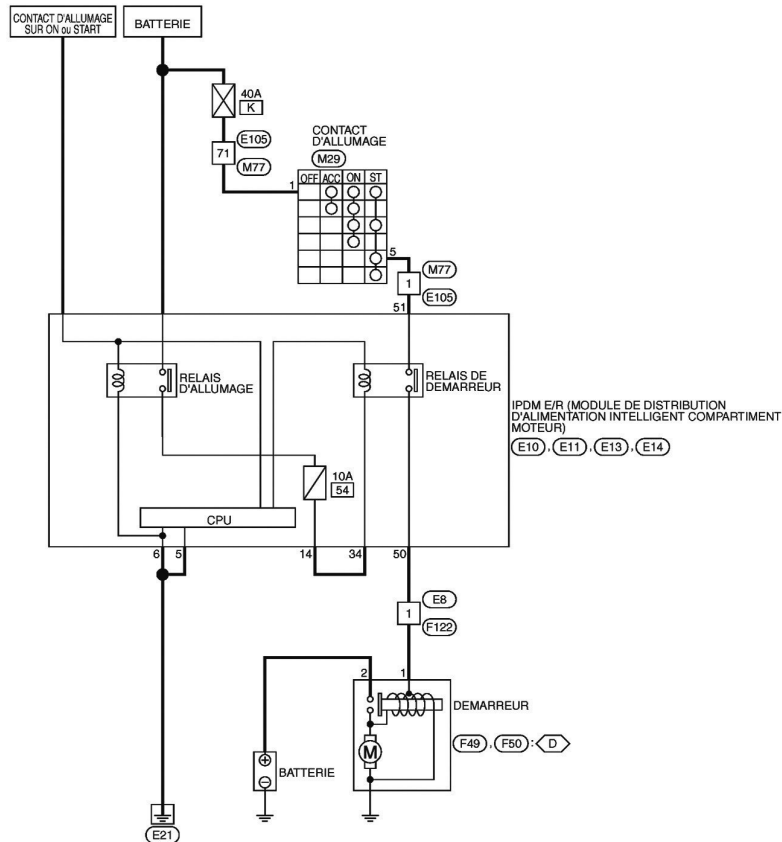 CONTACT D'ALLUMAGE
SUR ON ou START
BATTERIE
40A
K
E105
71
M77
CONTACT
D'ALLUMAGE
M29
OFF ACC ON ST
1
5
M77
1
E105
51
RELAIS
D'ALLUMAGE
RELAIS DE
DEMARREUR
IPDM E/R (MODULE DE DISTRIBUTION
D'ALIMENTATION INTELLIGENT COMPARTIMENT
MOTEUR)
E10 , E11 , E13 , E14
10A
54
CPU
6 5 14 34 50
E8
1
F122
2 1
DEMARREUR
M
F49 , F50 : D
BATTERIE
E21